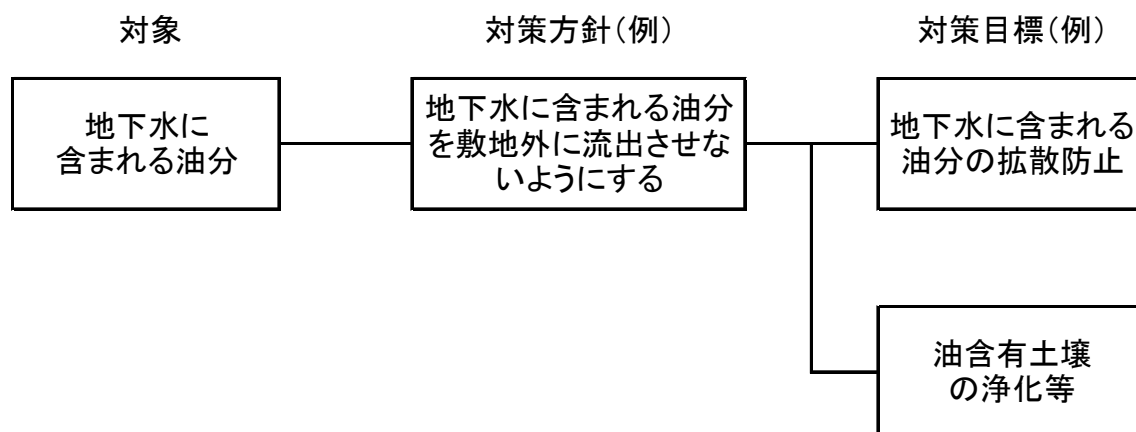 対象
対策方針(例)
対策目標(例)
地下水に
含まれる油分
地下水に含まれる油分
を敷地外に流出させな
いようにする
地下水に含まれる
油分の拡散防止
油含有土壌
の浄化等